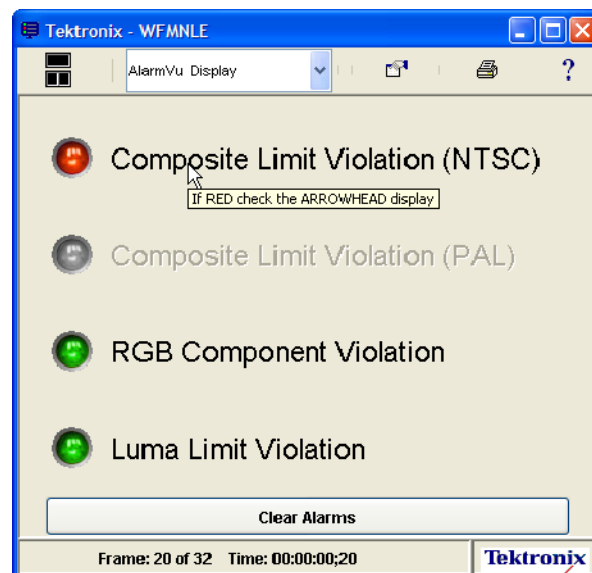 Tektronix - WFMNLE
AlarmVu Display
?
Composite Limit Violation (NTSC)
If RED check the ARROWHEAD display
Composite Limit Violation (PAL)
RGB Component Violation
Luma Limit Violation
Clear Alarms
Frame: 20 of 32 Time: 00:00:00;20
Tektronix